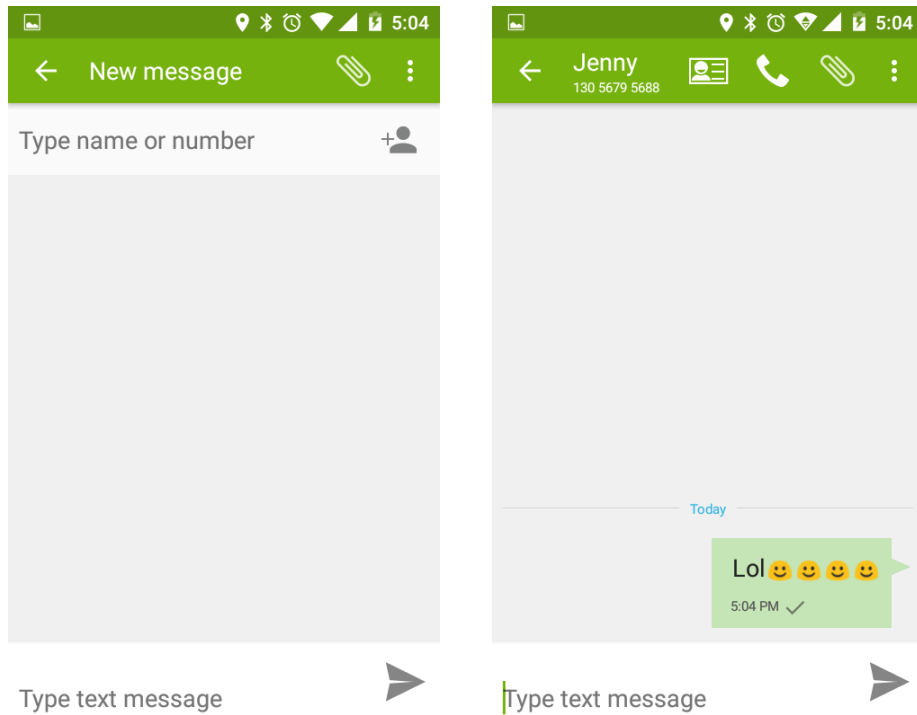 5:04
New message
Type name or number
Type text message
5:04
Jenny
130 5679 5688
Today
Lol🙂🙂🙂🙂
5:04 PM
Type text message